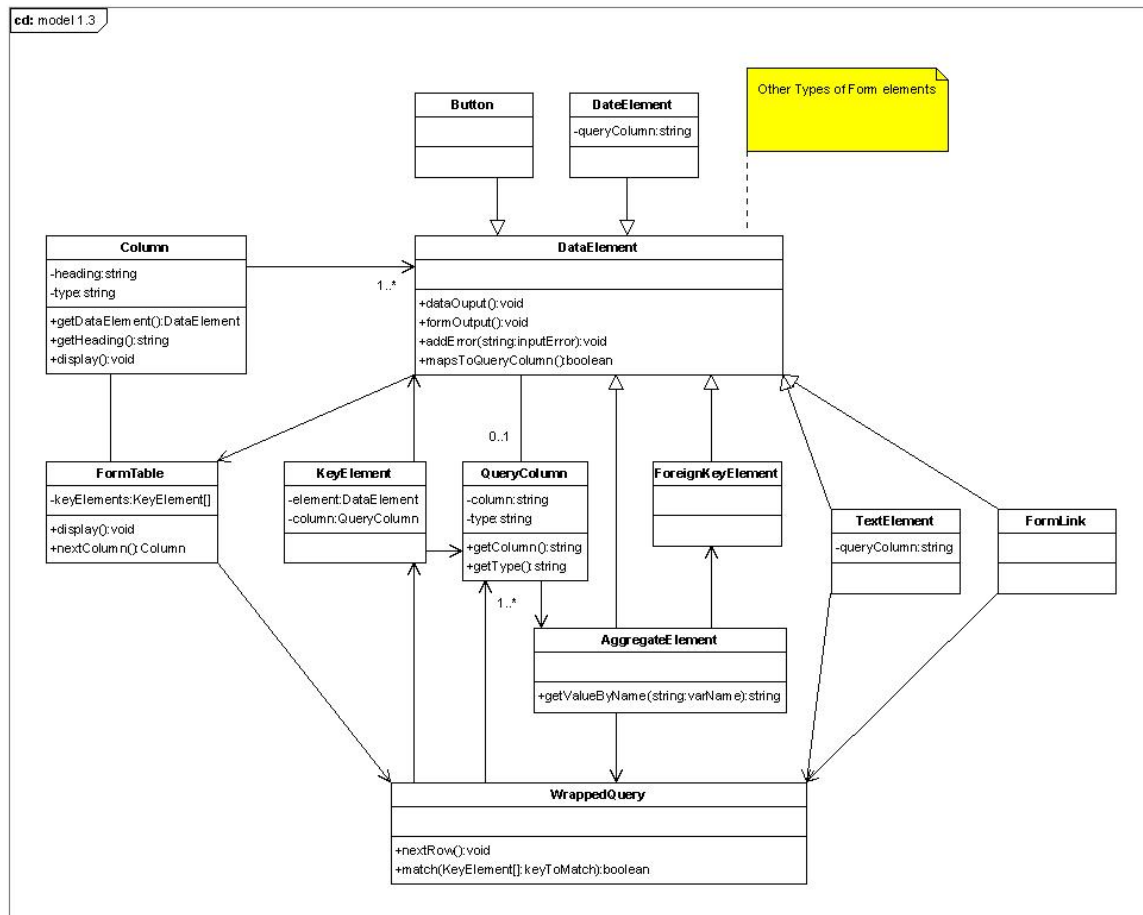 cd: model 1.3
Other Types of Form elements
Button
DateElement
-queryColumn:string
Column
-heading:string
-type:string
+getDataElement():DataElement
+getHeading():string
+display():void
DataElement
+dataOuput():void
+formOutput():void
+addError(string:inputError):void
+mapsToQueryColumn():boolean
1..*
0..1
FormTable
-keyElements:KeyElement[]
+display():void
+nextColumn():Column
KeyElement
-element:DataElement
-column:QueryColumn
QueryColumn
-column:string
-type:string
+getColumn():string
+getType():string
ForeignKeyElement
TextElement
-queryColumn:string
FormLink
1..*
AggregateElement
+getValueByName(string:varName):string
WrappedQuery
+nextRow():void
+match(KeyElement[]:keyToMatch):boolean